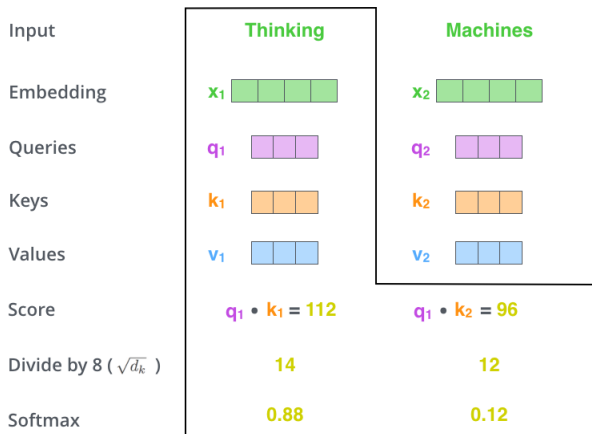 Input Thinking Machines
Embedding x₁ x₂
Queries q₁ q₂
Keys k₁ k₂
Values v₁ v₂
Score q₁ • k₁ = 112 q₁ • k₂ = 96
Divide by 8 ( √dₖ ) 14 12
Softmax 0.88 0.12